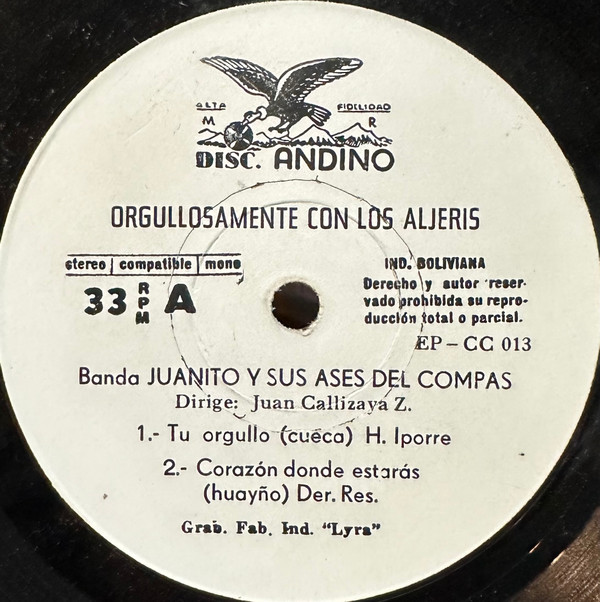 ALTA FIDELIDAD
M R
DISC. ANDINO
ORGULLOSAMENTE CON LOS ALJERIS
stereo | compatible | mono
33 RPM A
IND. BOLIVIANA
Derecho y autor reser-
vado prohibida su repro-
ducción total o parcial.
EP - CC 013
Banda JUANITO Y SUS ASES DEL COMPAS
Dirige: Juan Callizaya Z.
1.- Tu orgullo (cueca) H. Iporre
2.- Corazón donde estarás
(huayño) Der. Res.
Grab. Fab. Ind. “Lyra”